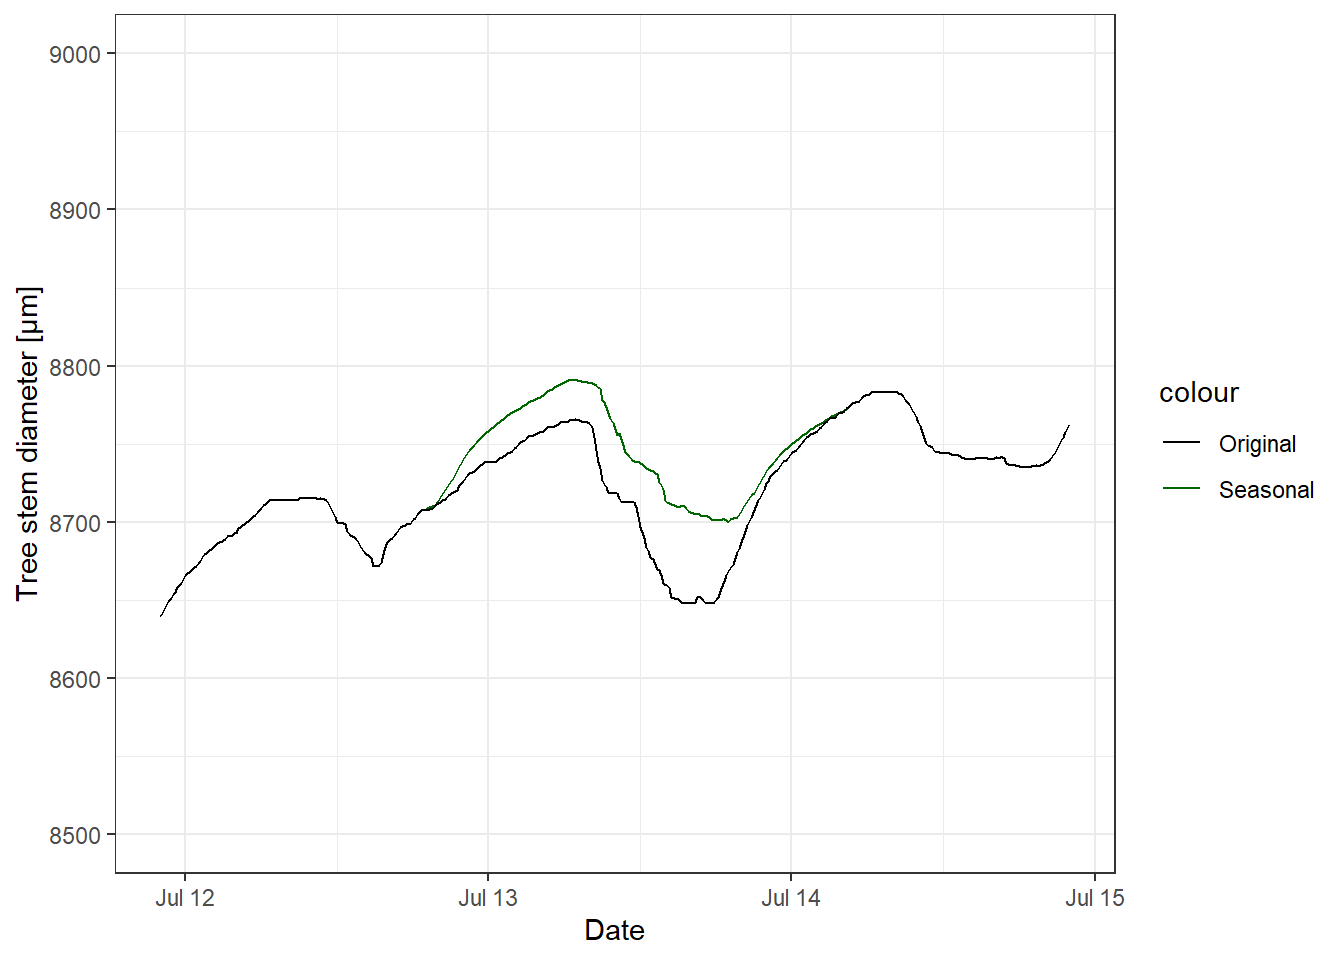 9000
8900
8800
8700
8600
8500
Tree stem diameter [µm]
Jul 12
Jul 13
Jul 14
Jul 15
Date
colour
Original
Seasonal